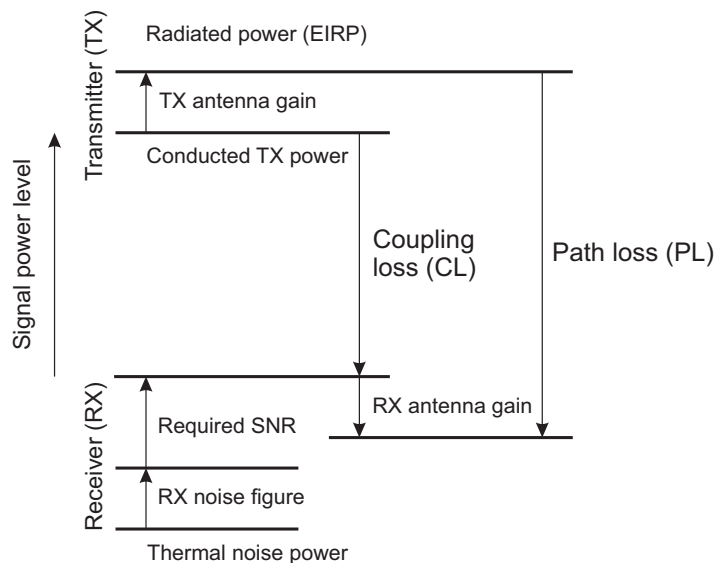 Radiated power (EIRP)
Transmitter (TX)
TX antenna gain
Conducted TX power
Signal power level
Coupling
loss (CL)
Path loss (PL)
Receiver (RX)
RX antenna gain
Required SNR
RX noise figure
Thermal noise power